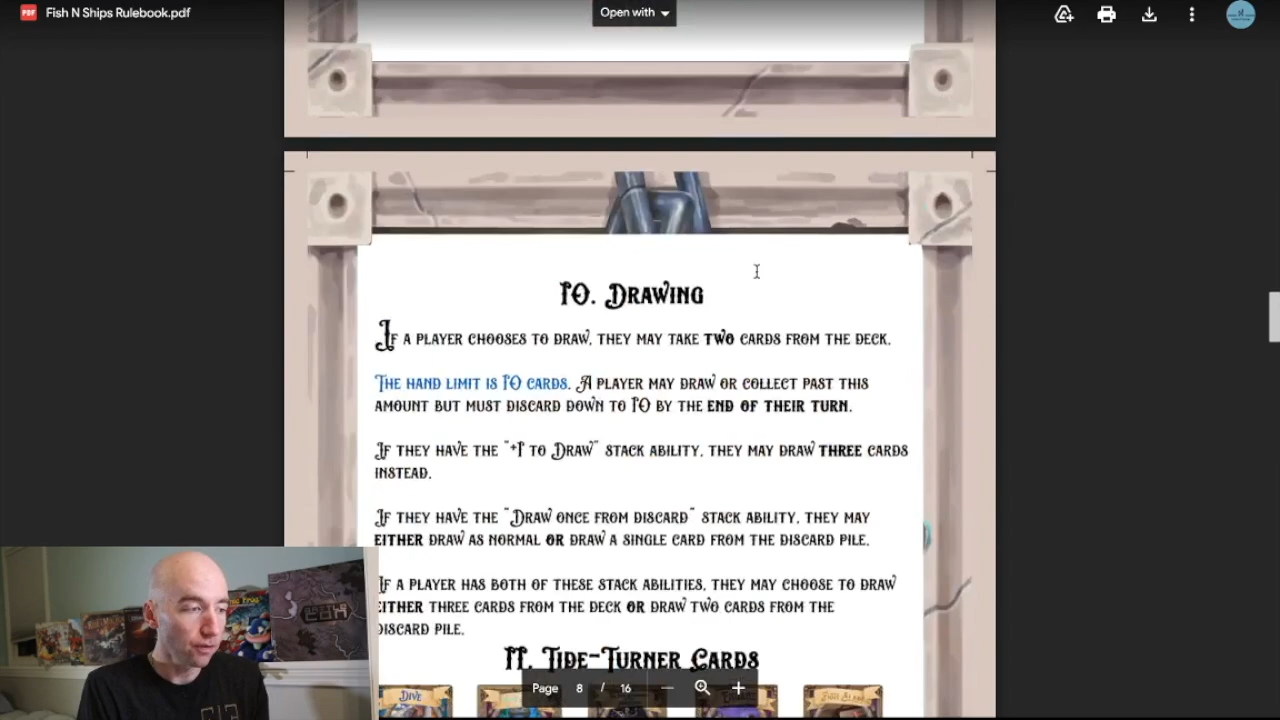 Fish N Ships Rulebook.pdf
Open with
10. Drawing
If a player chooses to draw, they may take two cards from the deck.
The hand limit is 10 cards. A player may draw or collect past this
amount but must discard down to 10 by the end of their turn.
If they have the "+1 to Draw" stack ability, they may draw three cards
instead.
If they have the "Draw once from discard" stack ability, they may
either draw as normal or draw a single card from the discard pile.
If a player has both of these stack abilities, they may choose to draw
either three cards from the deck or draw two cards from the
discard pile.
11. Tide-Turner Cards
Dive
Page 8 / 16
BATTLE
CON